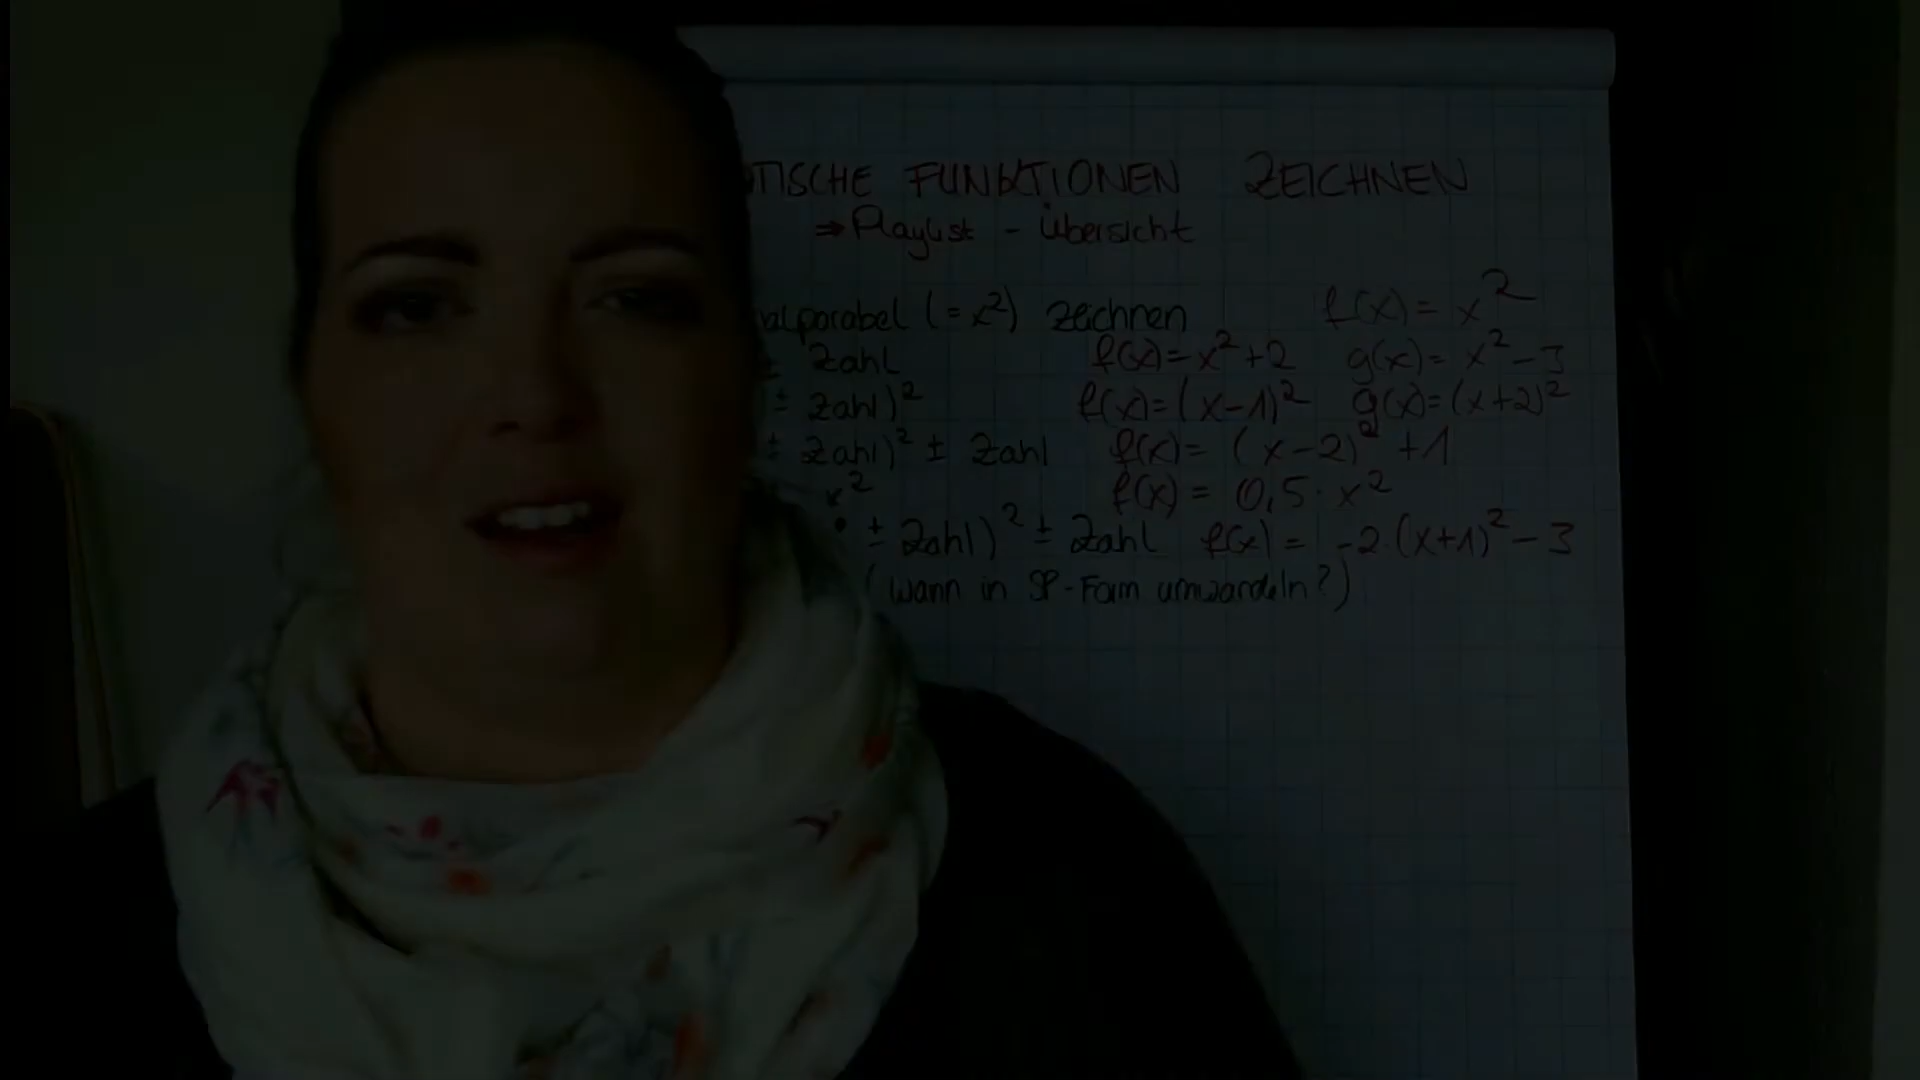 TISCHE FUNKTIONEN ZEICHNEN
⇒ Playlist - Übersicht
alparabel (= x²) zeichnen f(x) = x²
± Zahl f(x) = x² + 2 g(x) = x² - 3
± Zahl)² f(x) = (x-1)² g(x) = (x+2)²
± Zahl)² ± Zahl f(x) = (x-2)² + 1
x² f(x) = 0,5 · x²
± Zahl)² ± Zahl f(x) = -2·(x+1)² - 3
(Wann in SP-Form umwandeln?)